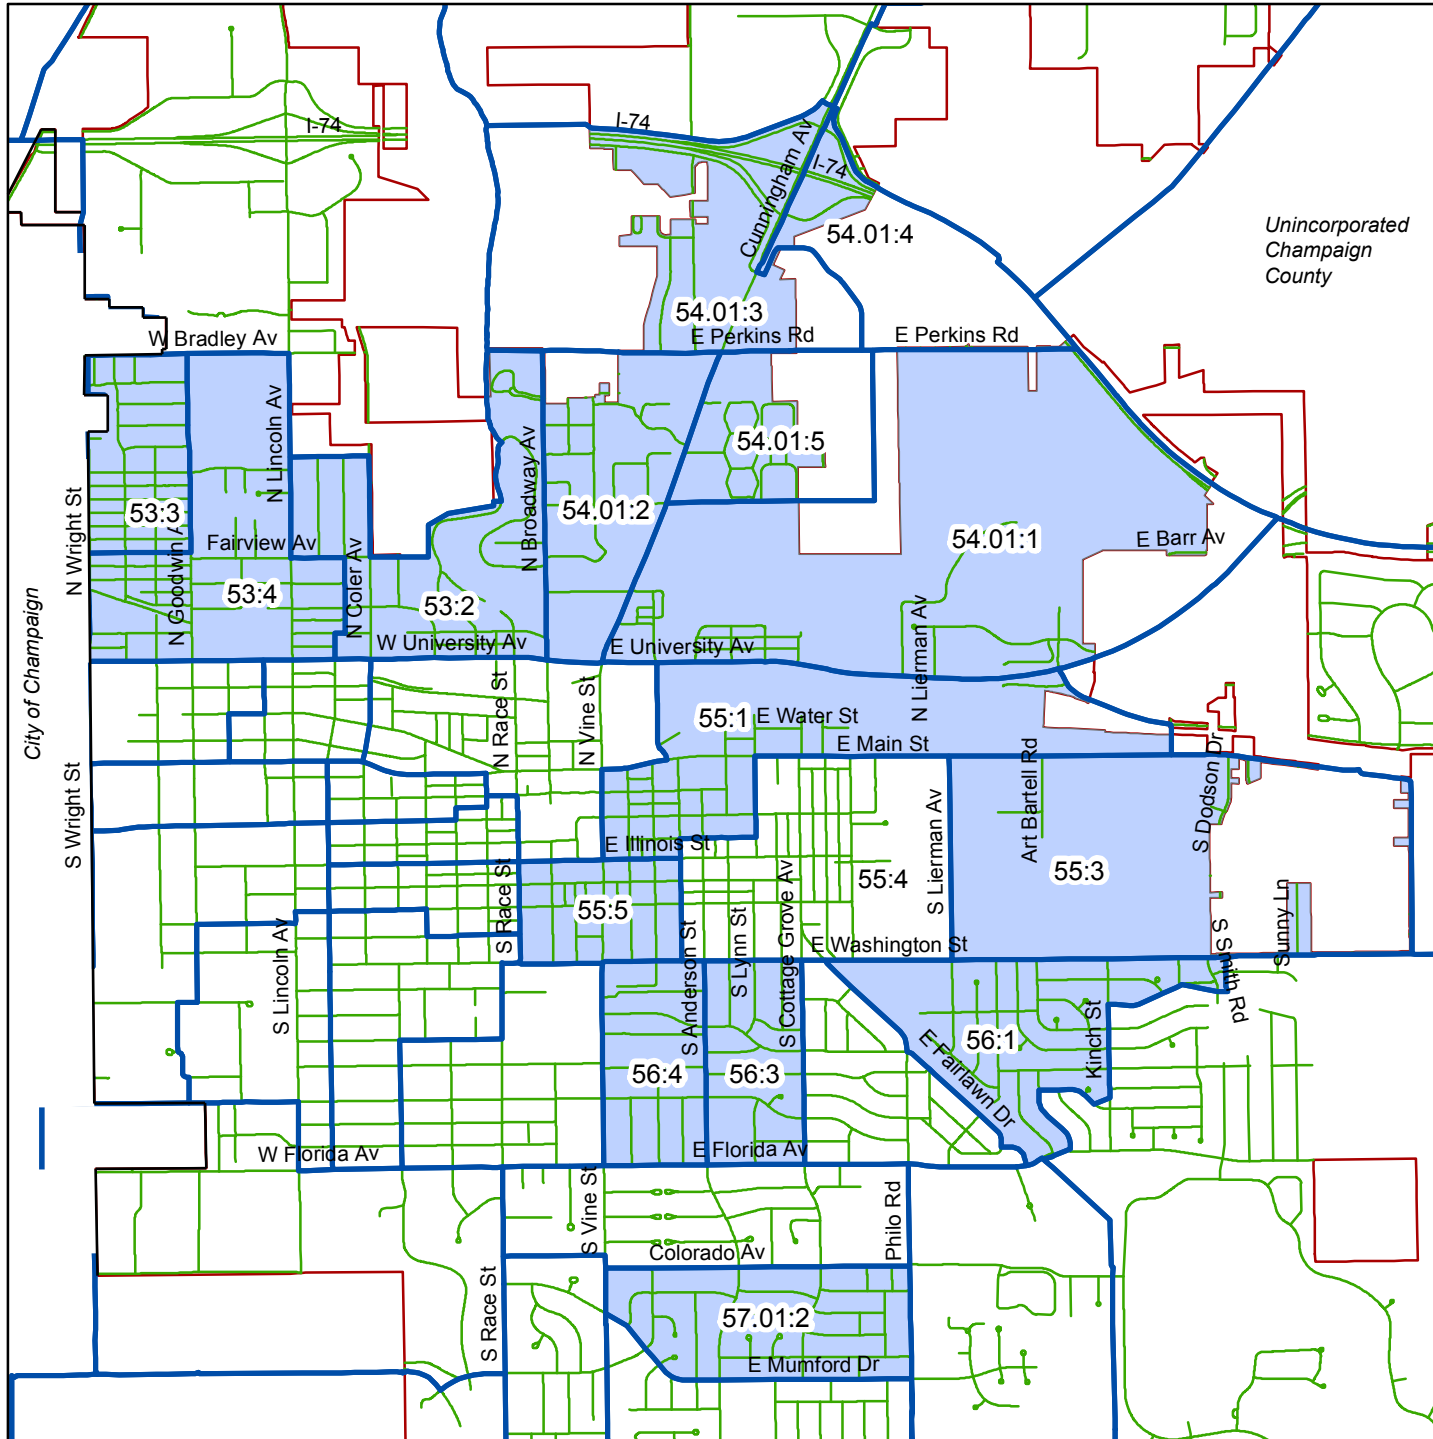 I-74
I-74
Cunningham Av
I-74
54.01:4
Unincorporated
Champaign
County
54.01:3
W Bradley Av
E Perkins Rd
E Perkins Rd
N Lincoln Av
54.01:5
N Broadway Av
N Wright St
53:3
54.01:2
54.01:1
Fairview Av
E Barr Av
N Goodwin A
N Coler Av
City of Champaign
53:4
53:2
W University Av
E University Av
N Lierman Av
N Race St
N Vine St
55:1
E Water St
E Main St
S Wright St
Art Bartell Rd
S Dodson Dr
E Illinois St
S Lierman Av
S Race St
55:5
55:4
55:3
S Lincoln Av
S Anderson St
S Lynn St
S Cottage Grove Av
E Washington St
Sunny Ln
S Smith Rd
56:4
56:3
56:1
Kinch St
E Fairlawn Dr
W Florida Av
E Florida Av
S Vine St
Philo Rd
Colorado Av
S Race St
57.01:2
E Mumford Dr